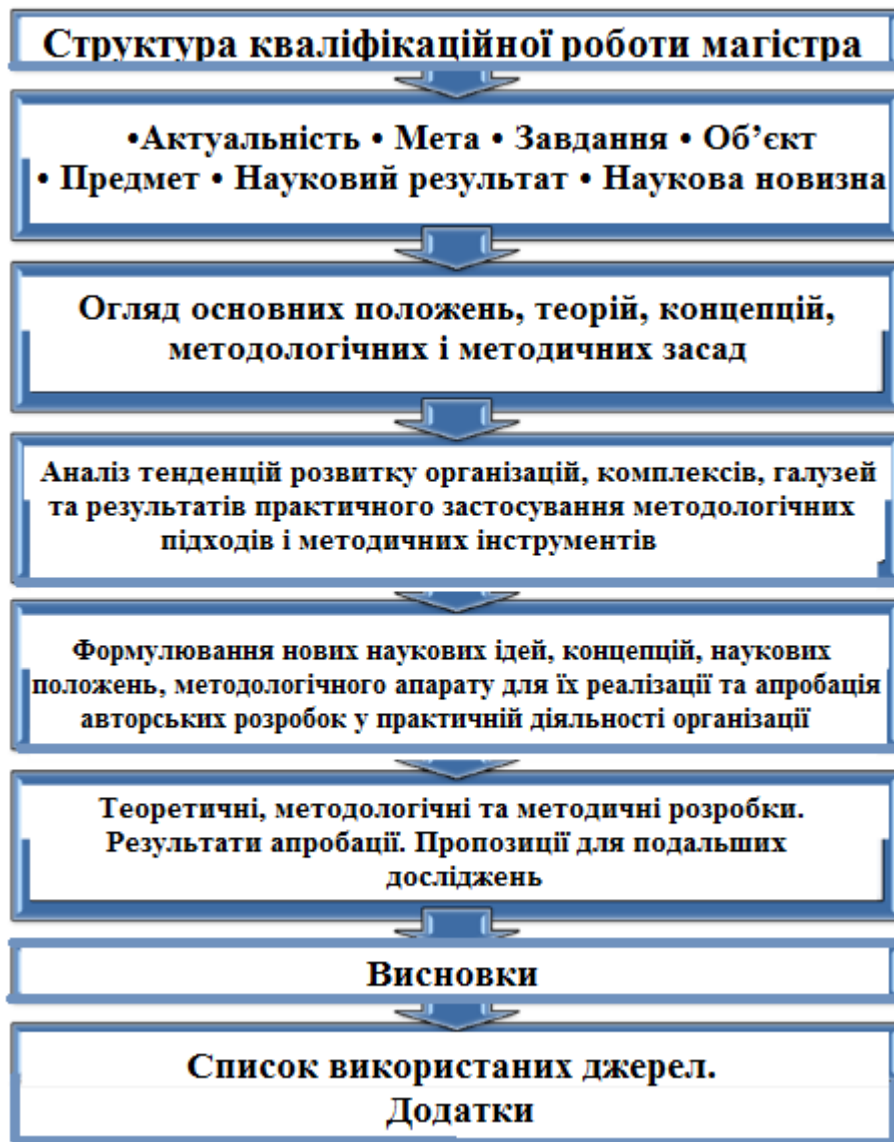 Структура кваліфікаційної роботи магістра
•Актуальність • Мета • Завдання • Об’єкт
• Предмет • Науковий результат • Наукова новизна
Огляд основних положень, теорій, концепцій,
методологічних і методичних засад
Аналіз тенденцій розвитку організацій, комплексів, галузей
та результатів практичного застосування методологічних
підходів і методичних інструментів
Формулювання нових наукових ідей, концепцій, наукових
положень, методологічного апарату для їх реалізації та апробація
авторських розробок у практичній діяльності організації
Теоретичні, методологічні та методичні розробки.
Результати апробації. Пропозиції для подальших
досліджень
Висновки
Список використаних джерел.
Додатки